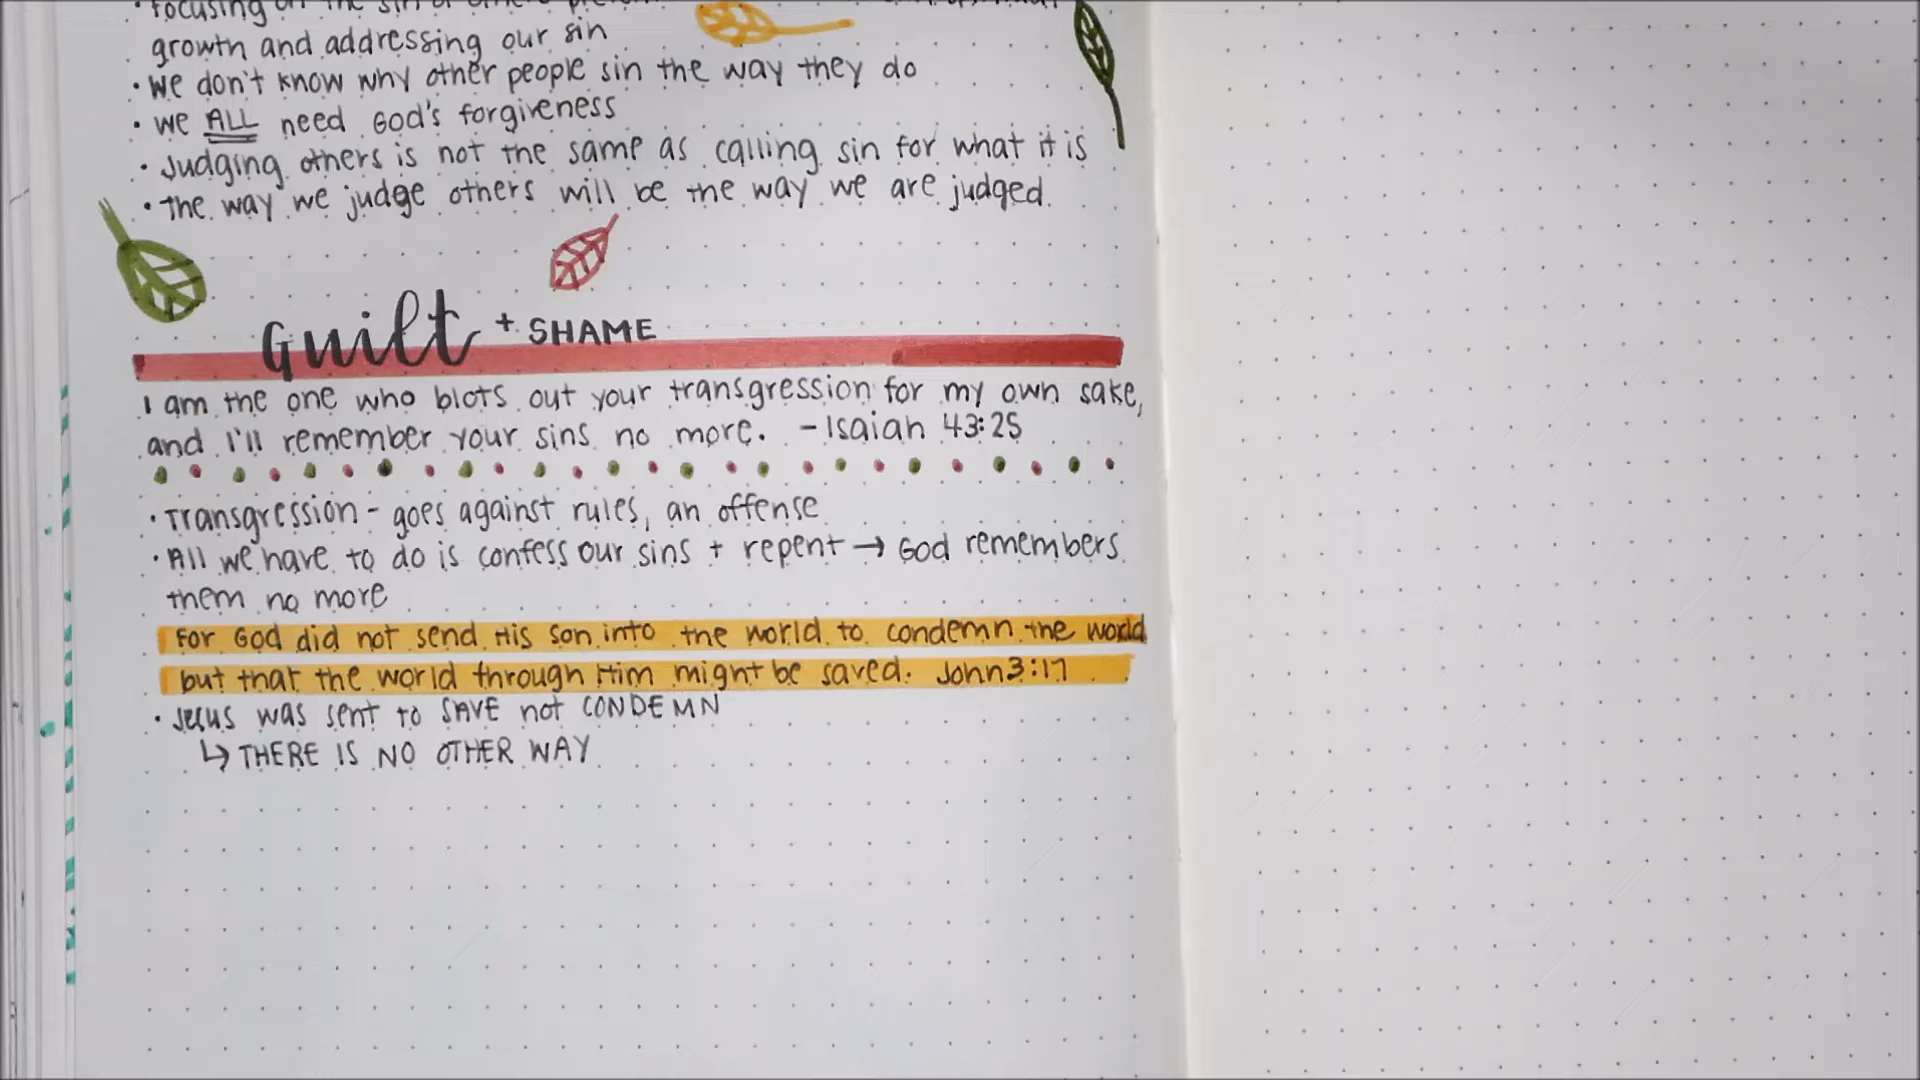 • Focusing on the sin of others
growth and addressing our sin
• we don't know why other people sin the way they do
• we ALL need God's forgiveness
• Judging others is not the same as calling sin for what it is
• the way we judge others will be the way we are judged.
Guilt + SHAME
I am the one who blots out your transgression for my own sake,
and I'll remember your sins no more. - Isaiah 43:25
• Transgression - goes against rules, an offense
• All we have to do is confess our sins + repent → God remembers
them no more
For God did not send His son into the world to condemn the world
but that the world through Him might be saved. John 3:17
• Jesus was sent to SAVE not CONDEMN
↳ THERE IS NO OTHER WAY